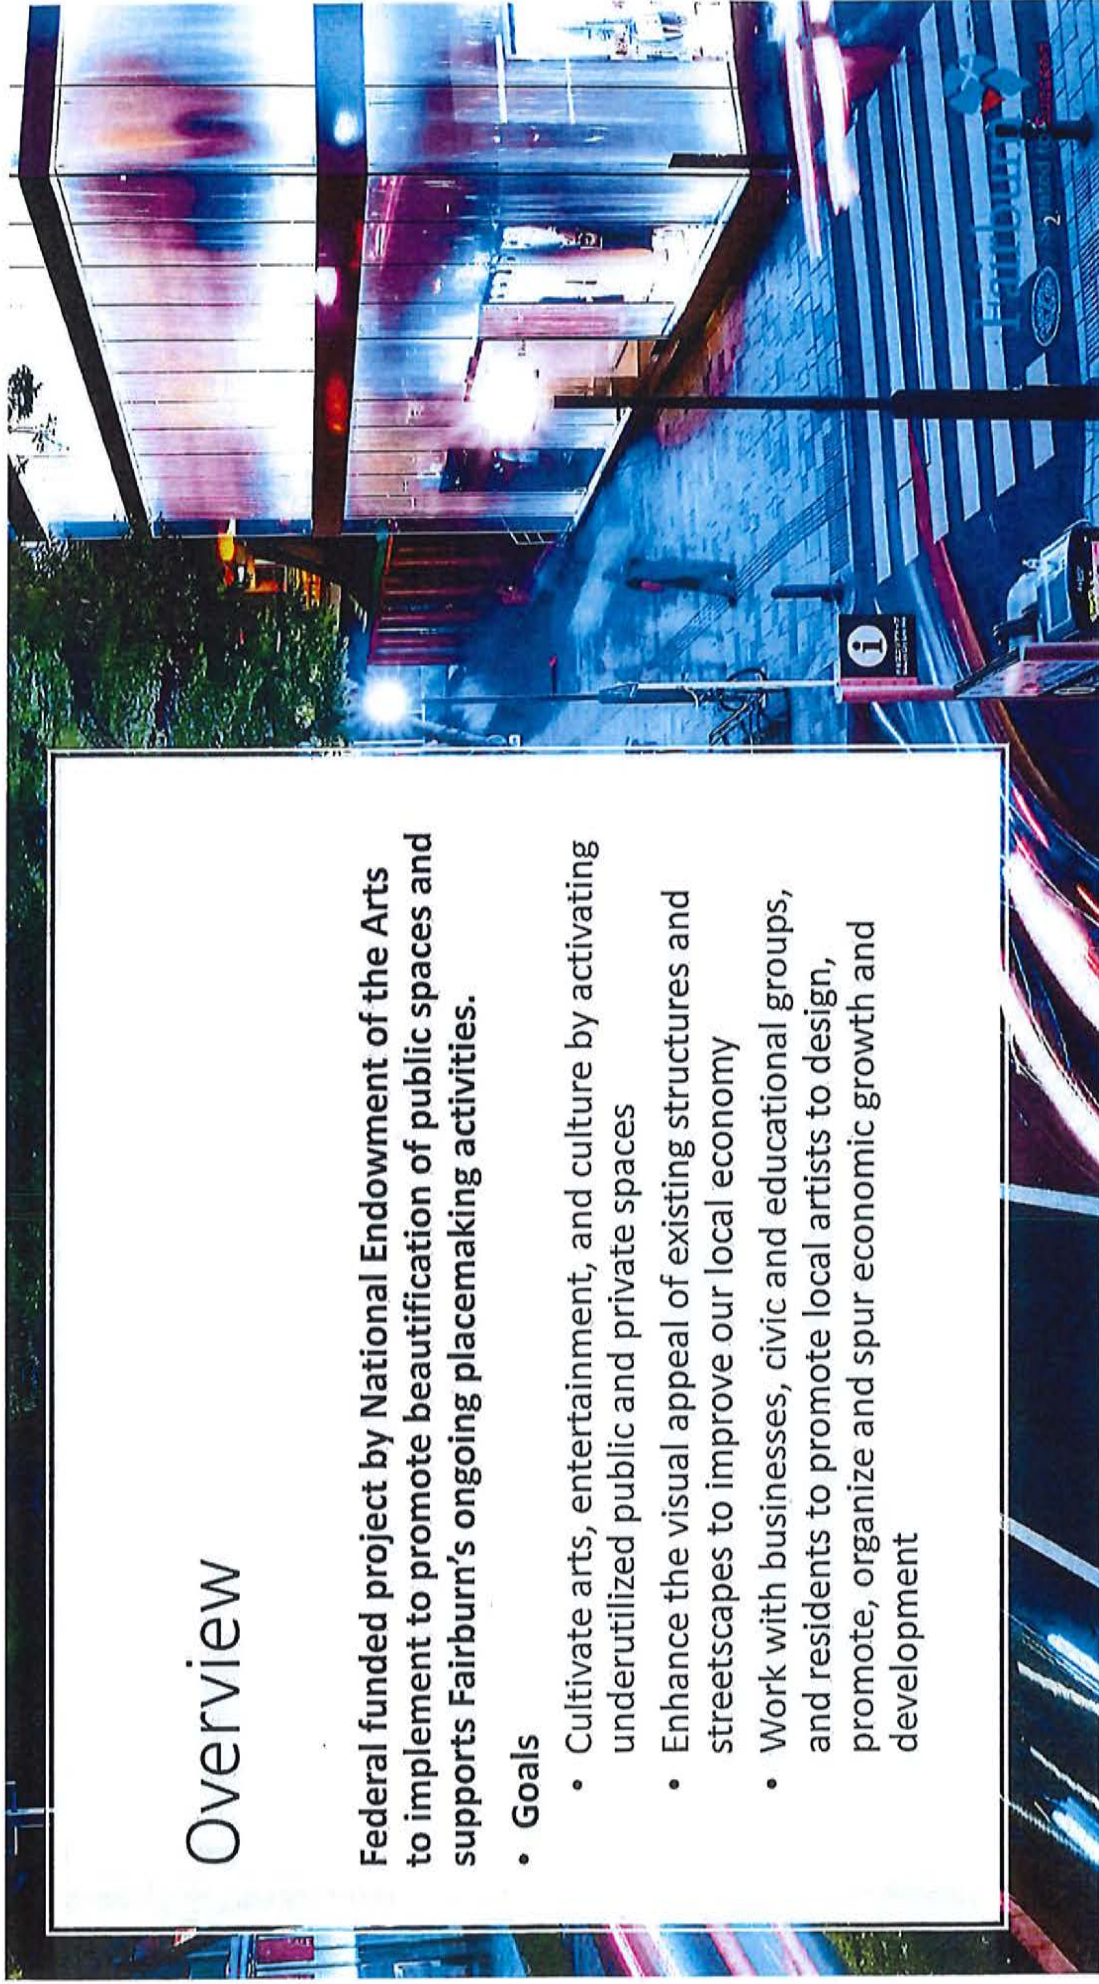 Overview
Federal funded project by National Endowment of the Arts
to implement to promote beautification of public spaces and
supports Fairburn's ongoing placemaking activities.
• Goals
• Cultivate arts, entertainment, and culture by activating
underutilized public and private spaces
• Enhance the visual appeal of existing structures and
streetscapes to improve our local economy
• Work with businesses, civic and educational groups,
and residents to promote local artists to design,
promote, organize and spur economic growth and
development
Fairburn
2
Success